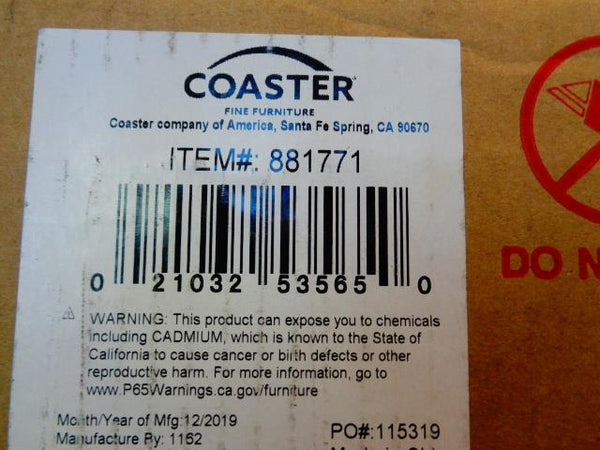 COASTER
FINE FURNITURE
Coaster company of America, Santa Fe Spring, CA 90670
ITEM#: 881771
0 21032 53565 0
WARNING: This product can expose you to chemicals
including CADMIUM, which is known to the State of
California to cause cancer or birth defects or other
reproductive harm. For more information, go to
www.P65Warnings.ca.gov/furniture
Month/Year of Mfg:12/2019
Manufacture By: 1162
PO#:115319
DO N